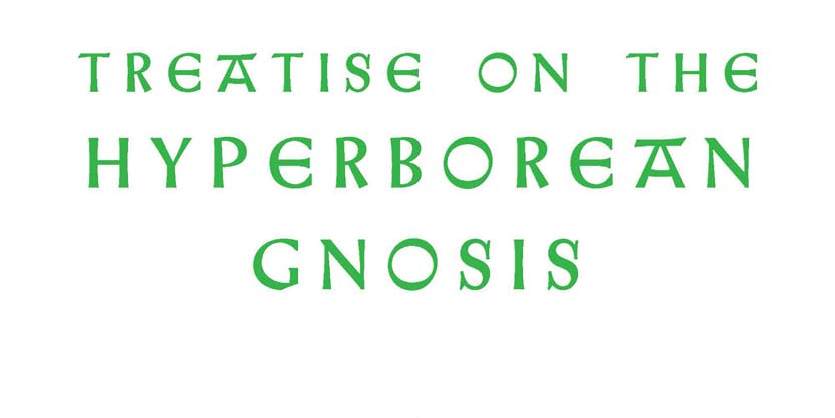 TREATISE ON THE
HYPERBOREAN
GNOSIS